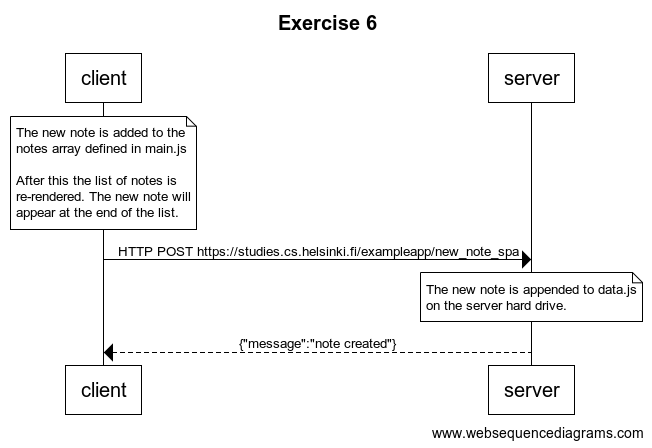 Exercise 6
client
server
The new note is added to the
notes array defined in main.js
After this the list of notes is
re-rendered. The new note will
appear at the end of the list.
HTTP POST https://studies.cs.helsinki.fi/exampleapp/new_note_spa
The new note is appended to data.js
on the server hard drive.
{"message":"note created"}
client
server
www.websequencediagrams.com